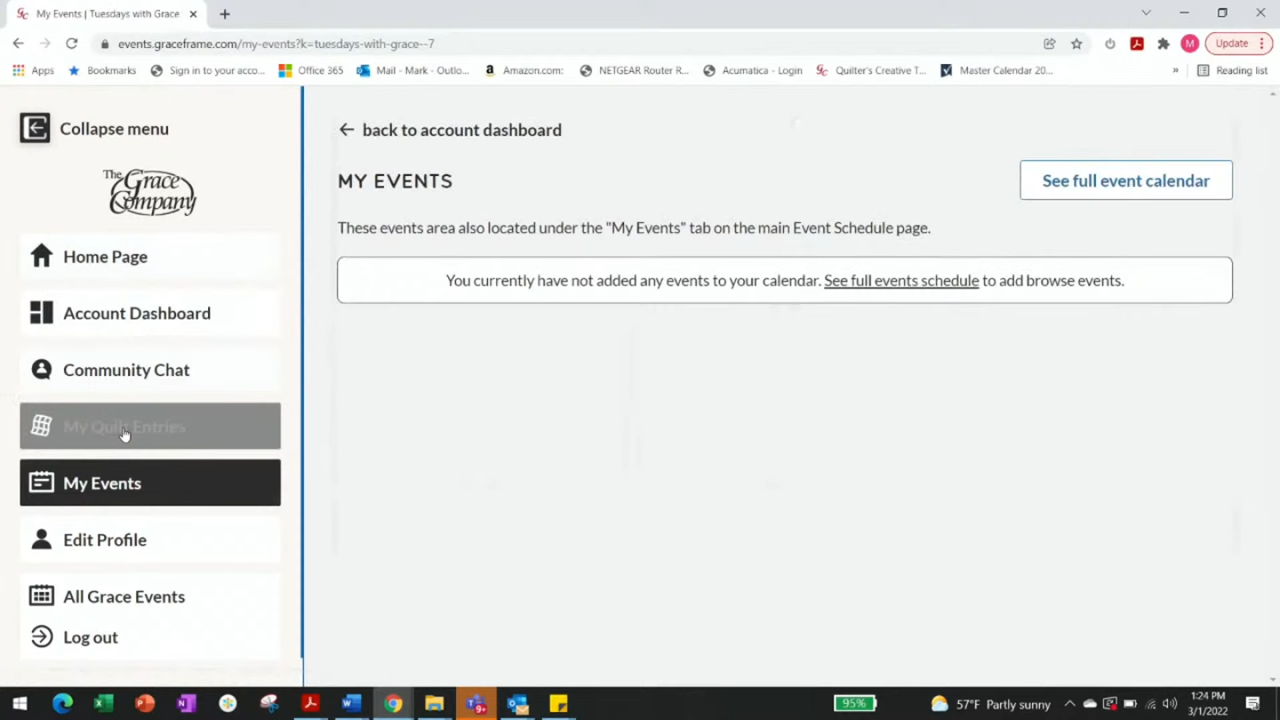 My Events | Tuesdays with Grace
events.graceframe.com/my-events?k=tuesdays-with-grace--7
M
Update
Apps
Bookmarks
Sign in to your acco...
Office 365
Mail - Mark - Outlo...
Amazon.com:
NETGEAR Router R...
Acumatica - Login
Quilter's Creative T...
Master Calendar 20...
»
Reading list
Collapse menu
The Grace
Company
Home Page
Account Dashboard
Community Chat
My Quilt Entries
My Events
Edit Profile
All Grace Events
Log out
back to account dashboard
MY EVENTS
See full event calendar
These events area also located under the "My Events" tab on the main Event Schedule page.
You currently have not added any events to your calendar. See full events schedule to add browse events.
95%
57°F Partly sunny
1:24 PM
3/1/2022